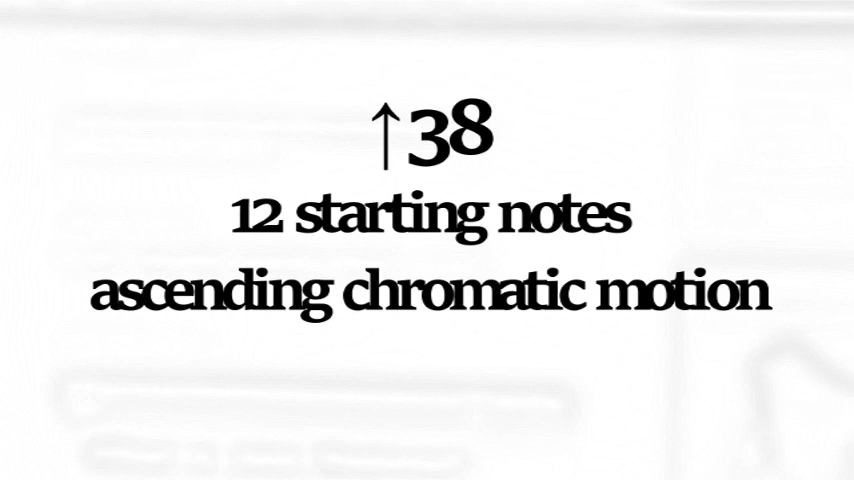 ↑38
12 starting notes
ascending chromatic motion